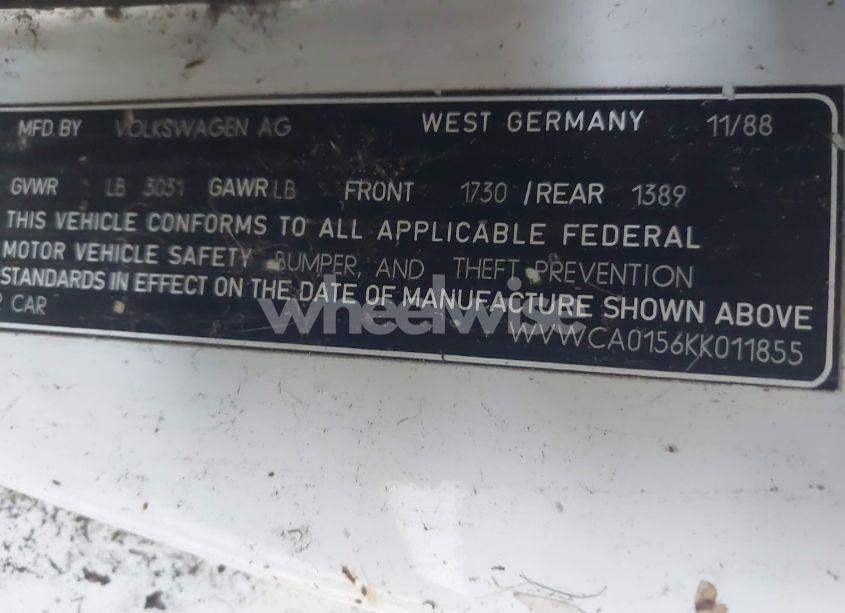 MFD. BY VOLKSWAGEN AG WEST GERMANY 11/88
GVWR LB 3031 GAWR LB FRONT 1730 / REAR 1389
THIS VEHICLE CONFORMS TO ALL APPLICABLE FEDERAL
MOTOR VEHICLE SAFETY BUMPER, AND THEFT PREVENTION
STANDARDS IN EFFECT ON THE DATE OF MANUFACTURE SHOWN ABOVE
CAR WVWCA0156KK011855
wheelwise